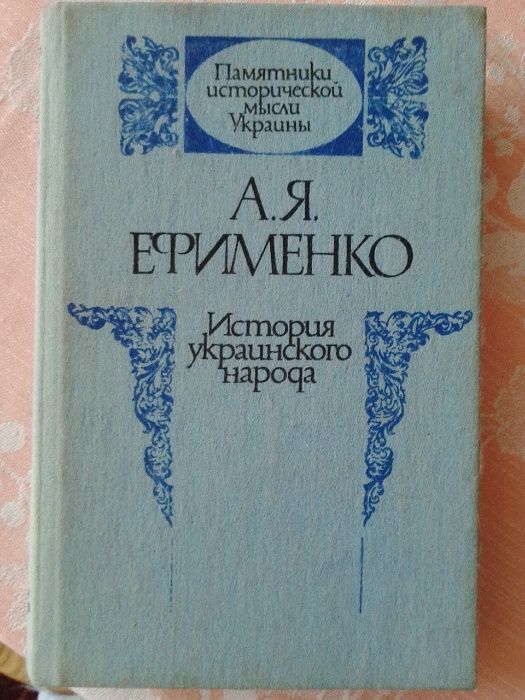 Памятники
исторической
мысли
Украины
А.Я.
ЕФИМЕНКО
История
украинского
народа